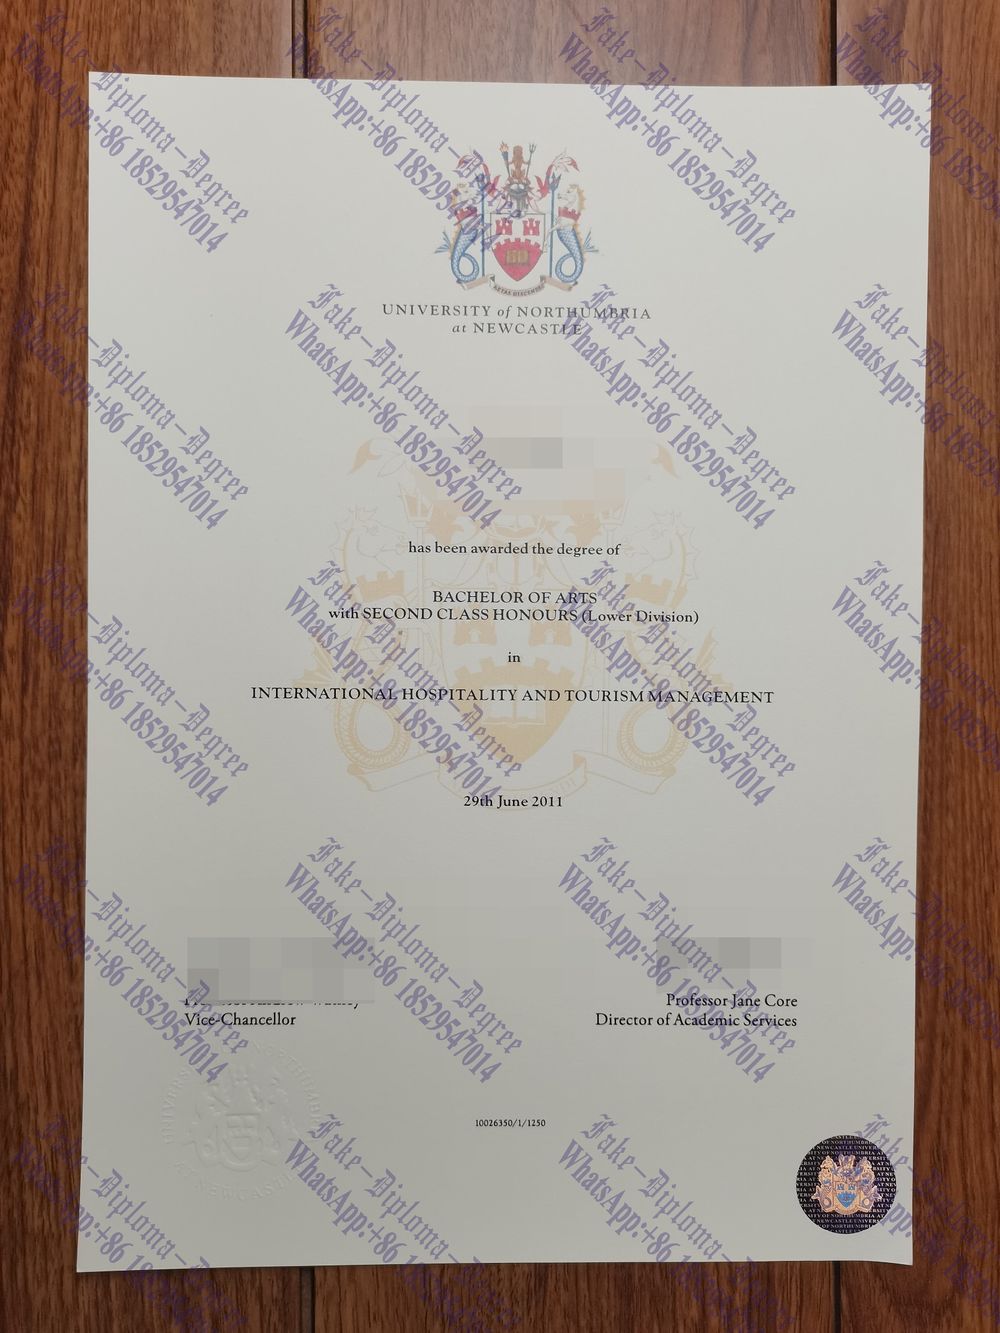 UNIVERSITY of NORTHUMBRIA
at NEWCASTLE
has been awarded the degree of
BACHELOR OF ARTS
with SECOND CLASS HONOURS (Lower Division)
in
INTERNATIONAL HOSPITALITY AND TOURISM MANAGEMENT
29th June 2011
Professor Jane Core
Vice-Chancellor
Director of Academic Services
10026350/1/1250
Fake-Diploma-Degree
WhatsApp:+86 18529547014